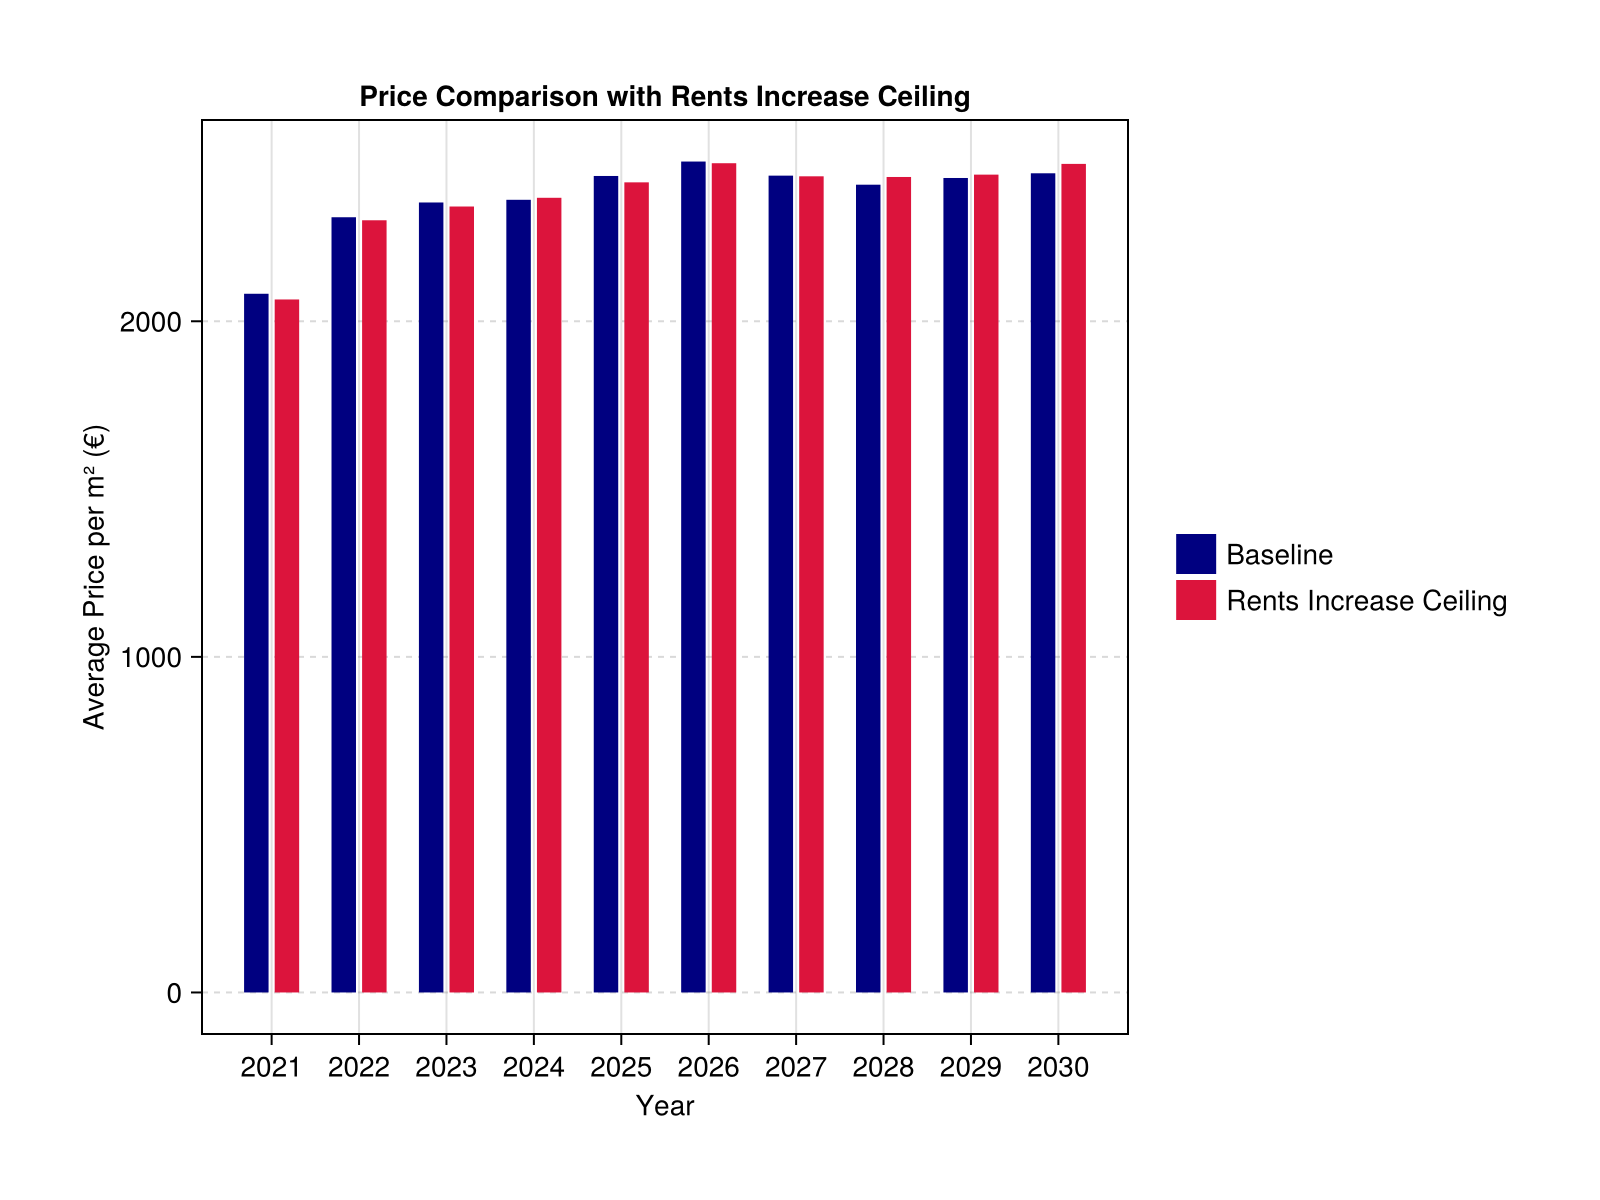 Price Comparison with Rents Increase Ceiling
Average Price per m² (€)
2000
1000
0
2021 2022 2023 2024 2025 2026 2027 2028 2029 2030
Year
Baseline
Rents Increase Ceiling